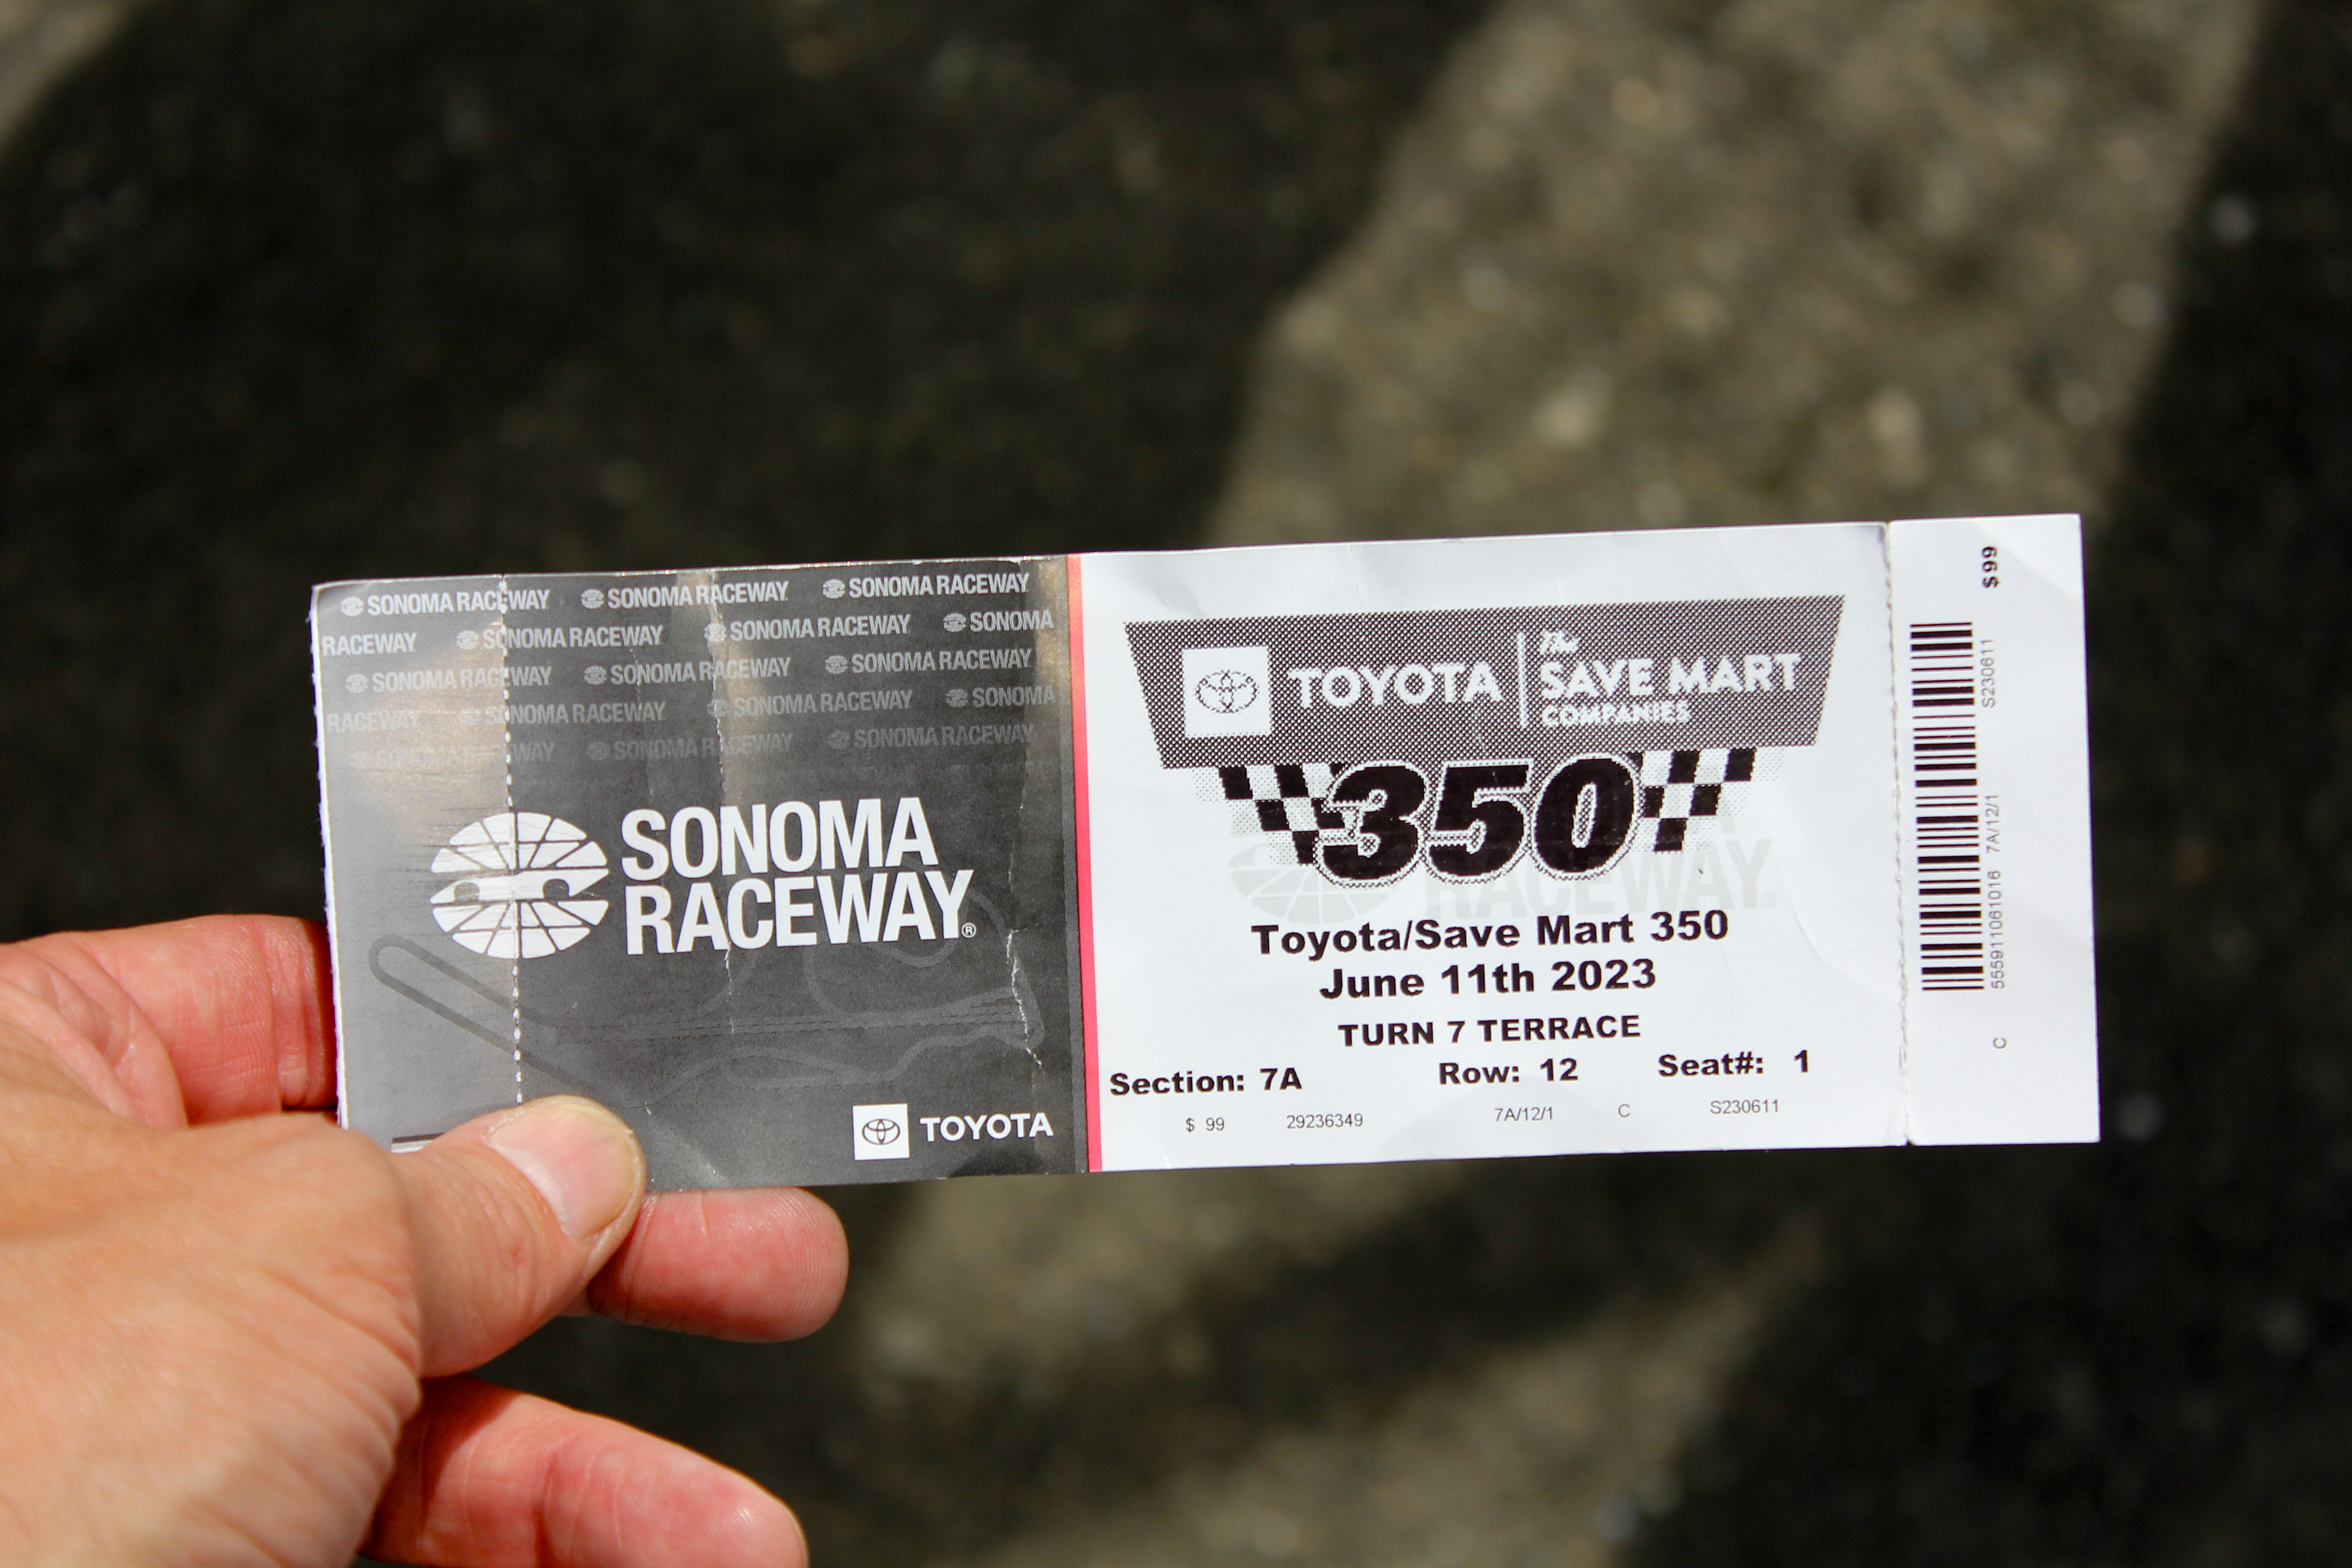 SONOMA RACEWAY SONOMA RACEWAY SONOMA RACEWAY
RACEWAY SONOMA RACEWAY SONOMA RACEWAY SONOMA
SONOMA RACEWAY SONOMA RACEWAY SONOMA RACEWAY
RACEWAY SONOMA RACEWAY SONOMA RACEWAY SONOMA
SONOMA RACEWAY SONOMA RACEWAY SONOMA RACEWAY
SONOMA
RACEWAY®
TOYOTA
TOYOTA
The
SAVE MART
COMPANIES
350
RACEWAY®
Toyota/Save Mart 350
June 11th 2023
TURN 7 TERRACE
Section: 7A Row: 12 Seat#: 1
$ 99 29236349 7A/12/1 C S230611
$99
C 555911061016 7A/12/1 S230611